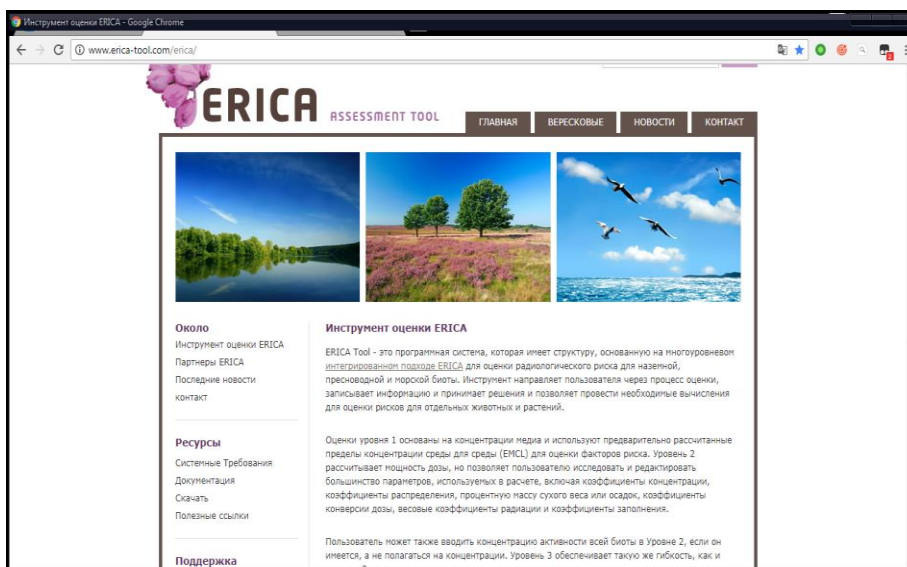 Инструмент оценки ERICA - Google Chrome
www.erica-tool.com/erica/
2
ERICA ASSESSMENT TOOL
ГЛАВНАЯ ВЕРЕСКОВЫЕ НОВОСТИ КОНТАКТ
Около
Инструмент оценки ERICA
Партнеры ERICA
Последние новости
контакт
Ресурсы
Системные Требования
Документация
Скачать
Полезные ссылки
Поддержка
Инструмент оценки ERICA
ERICA Tool - это программная система, которая имеет структуру, основанную на многоуровневом
интегрированном подходе ERICA для оценки радиологического риска для наземной,
пресноводной и морской биоты. Инструмент направляет пользователя через процесс оценки,
записывает информацию и принимает решения и позволяет провести необходимые вычисления
для оценки рисков для отдельных животных и растений.
Оценки уровня 1 основаны на концентрации медиа и используют предварительно рассчитанные
пределы концентрации среды для среды (EMCL) для оценки факторов риска. Уровень 2
рассчитывает мощность дозы, но позволяет пользователю исследовать и редактировать
большинство параметров, используемых в расчете, включая коэффициенты концентрации,
коэффициенты распределения, процентную массу сухого веса или осадок, коэффициенты
конверсии дозы, весовые коэффициенты радиации и коэффициенты заполнения.
Пользователь может также вводить концентрацию активности всей биоты в Уровне 2, если он
имеется, а не полагаться на концентрации. Уровень 3 обеспечивает такую же гибкость, как и